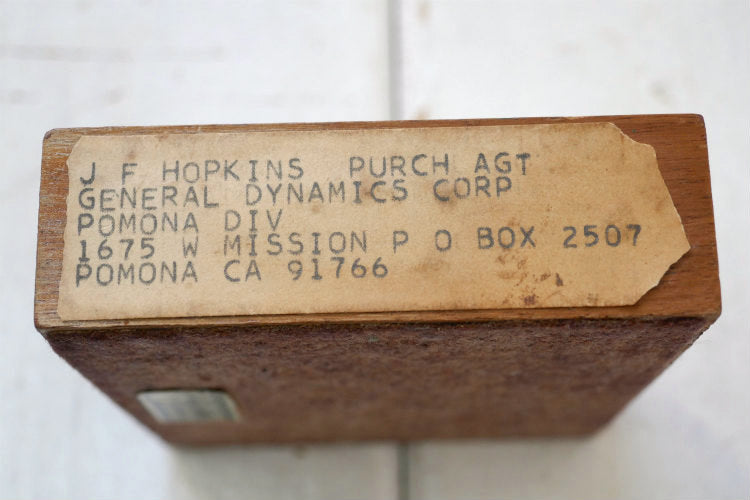 J F HOPKINS PURCH AGT
GENERAL DYNAMICS CORP
POMONA DIV
1675 W MISSION P O BOX 2507
POMONA CA 91766